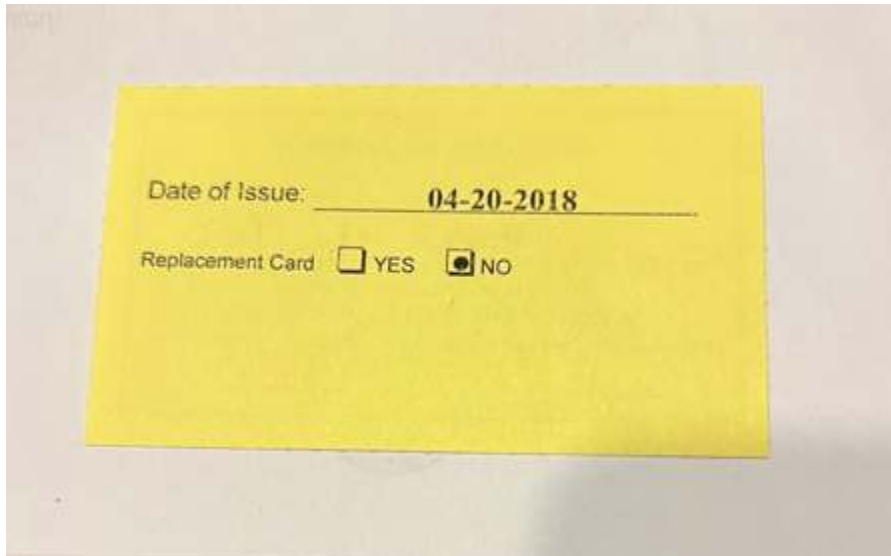 Date of Issue: 04-20-2018
Replacement Card ☐ YES ☒ NO